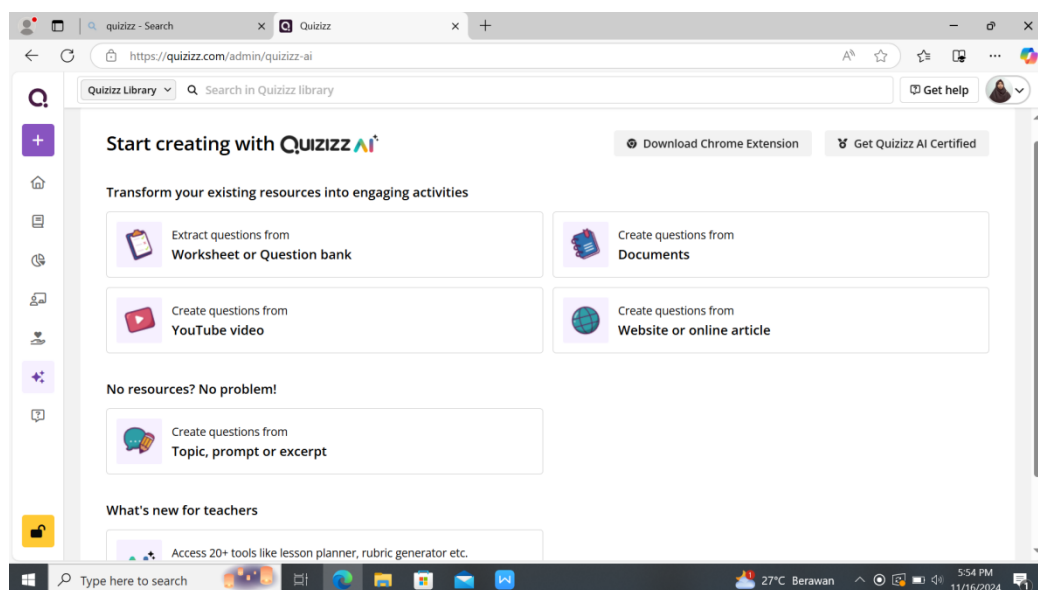 quizizz - Search
Quizizz
https://quizizz.com/admin/quizizz-ai
Quizizz Library
Search in Quizizz library
Get help
Start creating with QUIZIZZ AI
Download Chrome Extension
Get Quizizz AI Certified
Transform your existing resources into engaging activities
Extract questions from
Worksheet or Question bank
Create questions from
Documents
Create questions from
YouTube video
Create questions from
Website or online article
No resources? No problem!
Create questions from
Topic, prompt or excerpt
What's new for teachers
Access 20+ tools like lesson planner, rubric generator etc.
Type here to search
27°C Berawan
5:54 PM
11/16/2024